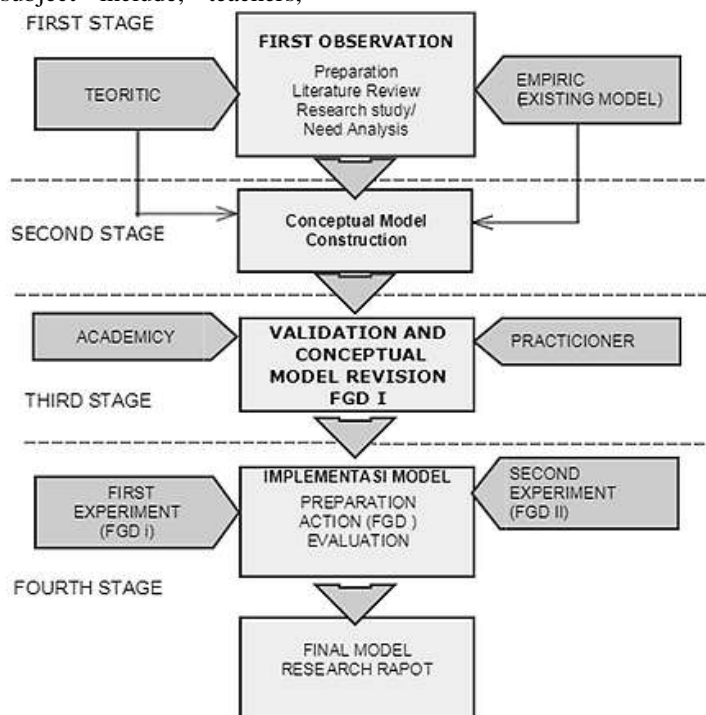 subject include, teachers,
FIRST STAGE
FIRST OBSERVATION
Preparation
Literature Review
Research study/
Need Analysis
TEORITIC
EMPIRIC
(EXISTING MODEL)
SECOND STAGE
Conceptual Model
Construction
ACADEMICY
VALIDATION AND
CONCEPTUAL
MODEL REVISION
FGD I
PRACTICIONER
THIRD STAGE
FIRST
EXPERIMENT
(FGD i)
IMPLEMENTASI MODEL
PREPARATION
ACTION (FGD )
EVALUATION
SECOND
EXPERIMENT
(FGD II)
FOURTH STAGE
FINAL MODEL
RESEARCH RAPOT